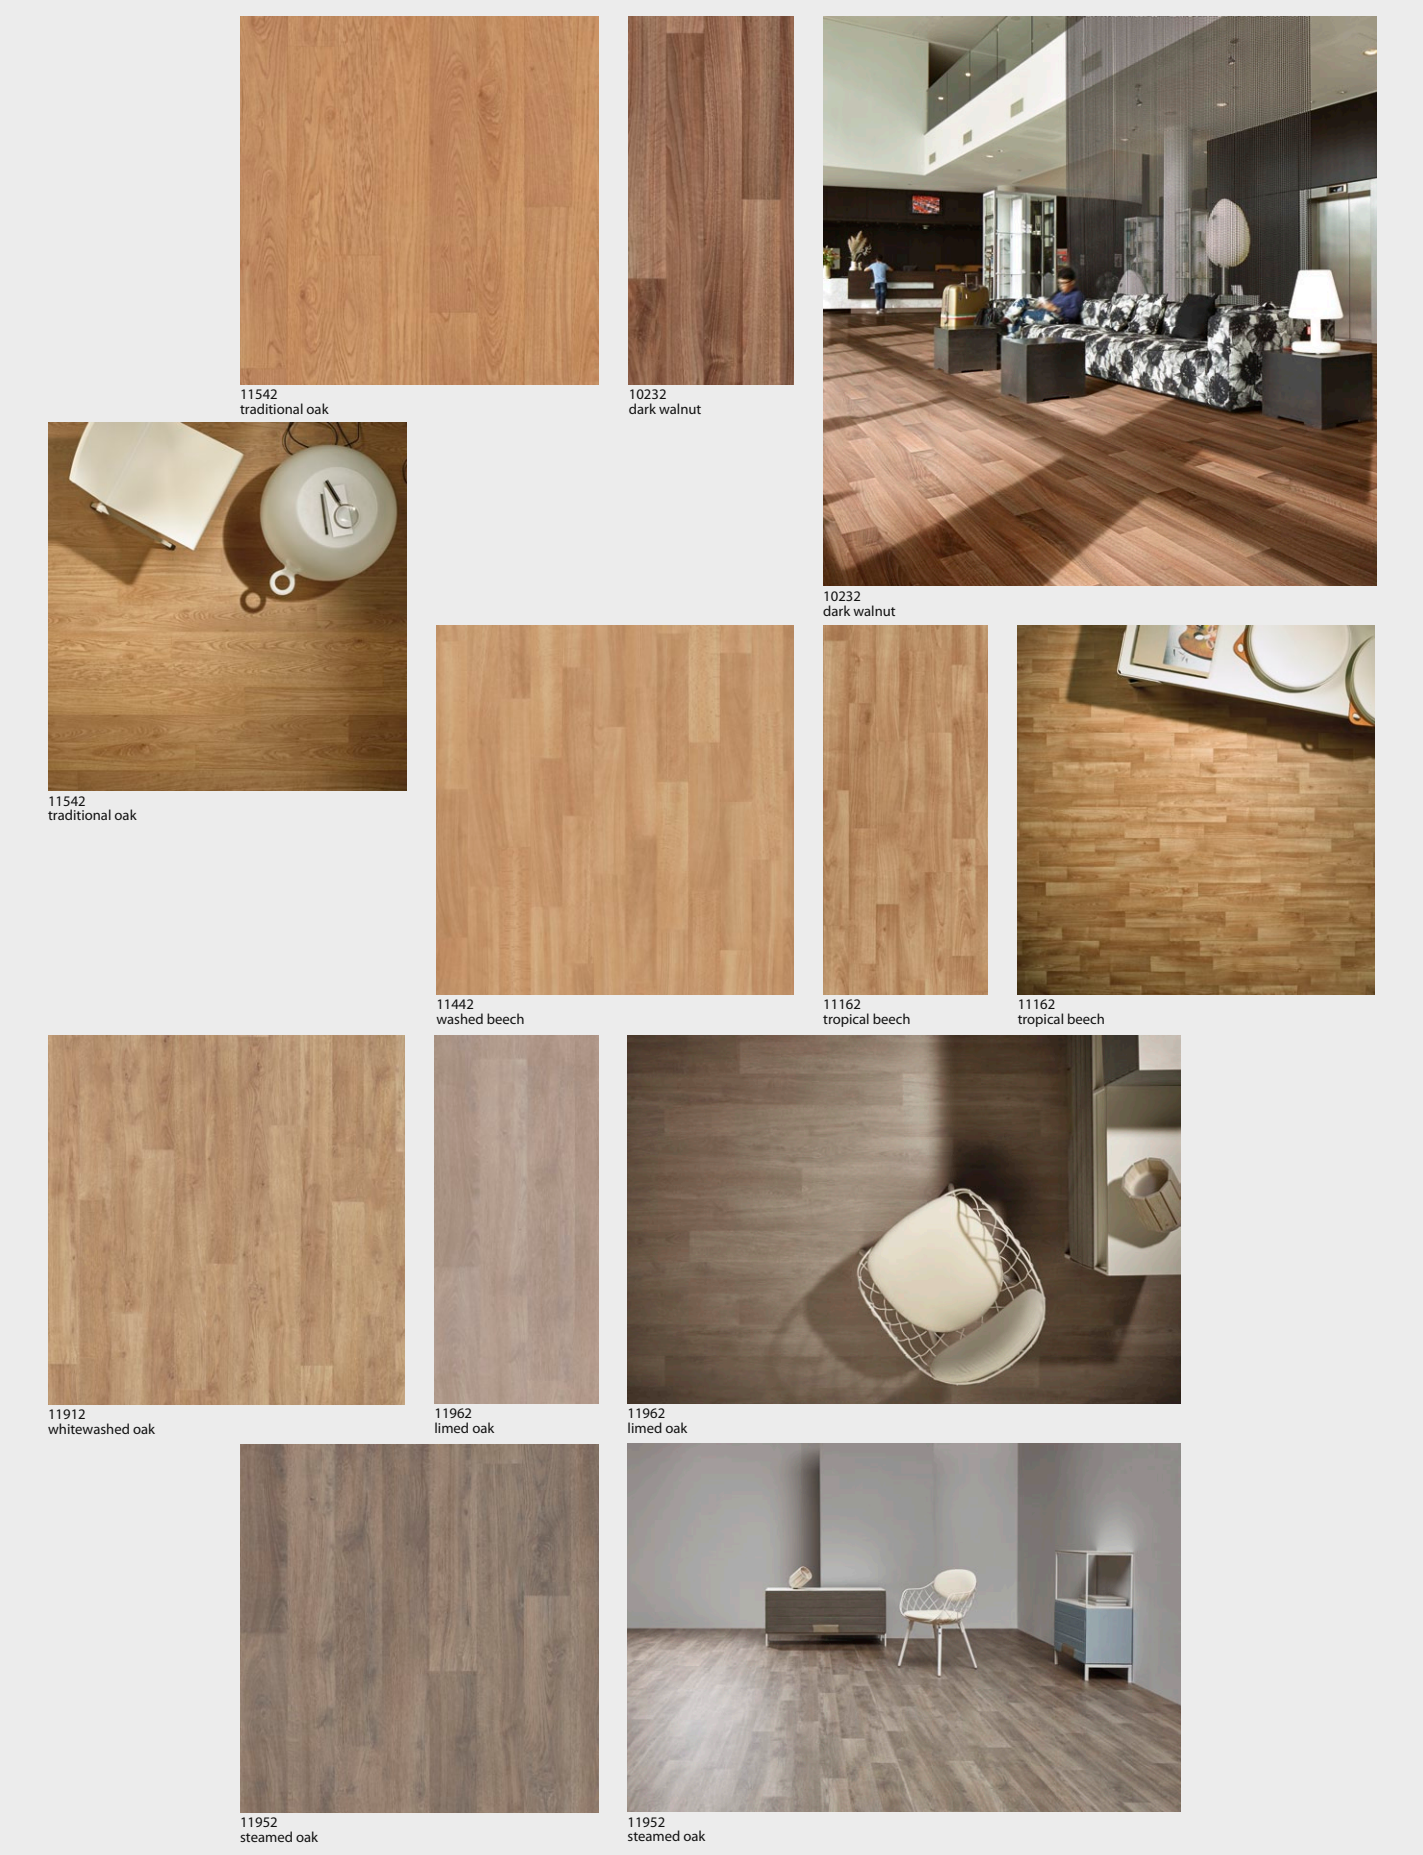 11542
traditional oak
10232
dark walnut
10232
dark walnut
11542
traditional oak
11442
washed beech
11162
tropical beech
11162
tropical beech
11912
whitewashed oak
11962
limed oak
11962
limed oak
11952
steamed oak
11952
steamed oak